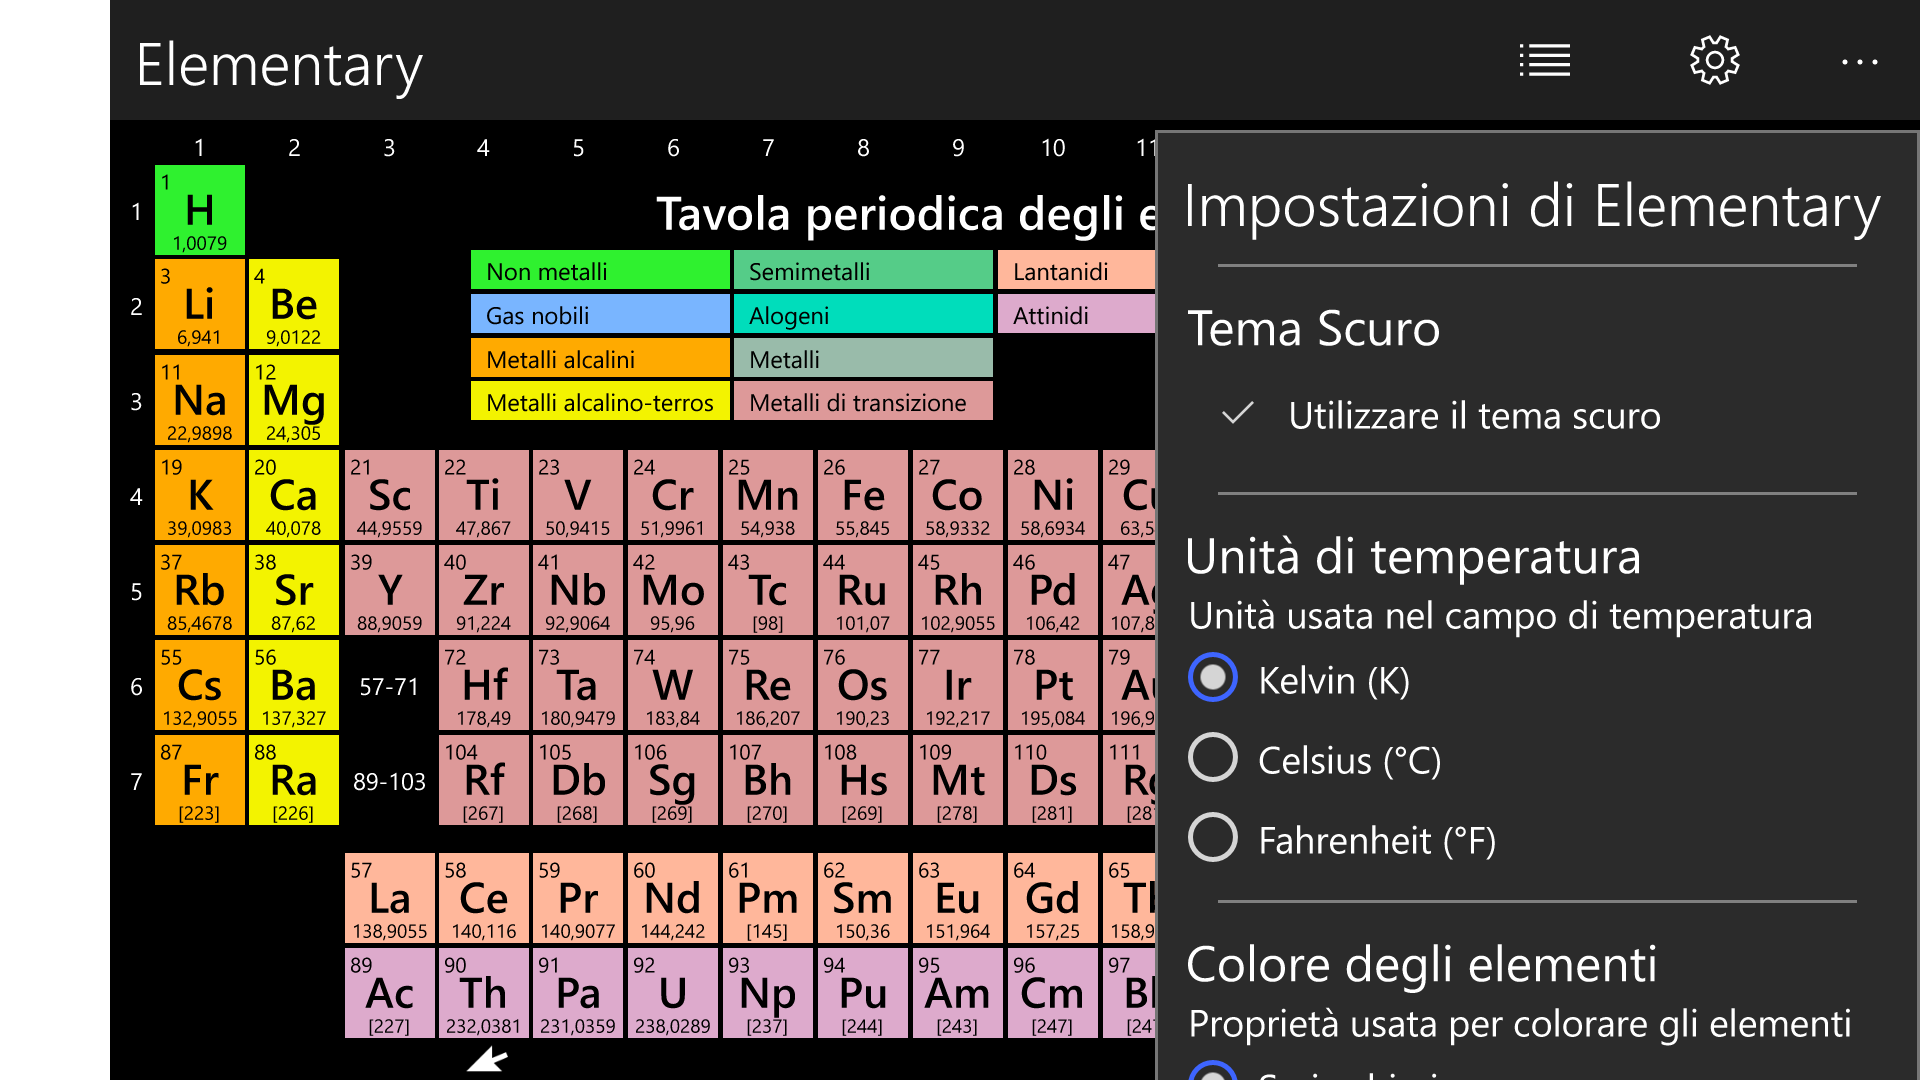 Elementary
1 2 3 4 5 6 7 8 9 10 11
Tavola periodica degli
Non metalli Semimetalli Lantanidi
Gas nobili Alogeni Attinidi
Metalli alcalini Metalli
Metalli alcalino-terros Metalli di transizione
1
1 H 1,0079
2
3 Li 6,941
4 Be 9,0122
3
11 Na 22,9898
12 Mg 24,305
4
19 K 39,0983
20 Ca 40,078
21 Sc 44,9559
22 Ti 47,867
23 V 50,9415
24 Cr 51,9961
25 Mn 54,938
26 Fe 55,845
27 Co 58,9332
28 Ni 58,6934
29
5
37 Rb 85,4678
38 Sr 87,62
39 Y 88,9059
40 Zr 91,224
41 Nb 92,9064
42 Mo 95,96
43 Tc [98]
44 Ru 101,07
45 Rh 102,9055
46 Pd 106,42
47
6
55 Cs 132,9055
56 Ba 137,327
57-71
72 Hf 178,49
73 Ta 180,9479
74 W 183,84
75 Re 186,207
76 Os 190,23
77 Ir 192,217
78 Pt 195,084
79
7
87 Fr [223]
88 Ra [226]
89-103
104 Rf [267]
105 Db [268]
106 Sg [269]
107 Bh [270]
108 Hs [269]
109 Mt [278]
110 Ds [281]
111
57 La 138,9055
58 Ce 140,116
59 Pr 140,9077
60 Nd 144,242
61 Pm [145]
62 Sm 150,36
63 Eu 151,964
64 Gd 157,25
65
89 Ac [227]
90 Th 232,0381
91 Pa 231,0359
92 U 238,0289
93 Np [237]
94 Pu [244]
95 Am [243]
96 Cm [247]
97
Impostazioni di Elementary
Tema Scuro
Utilizzare il tema scuro
Unità di temperatura
Unità usata nel campo di temperatura
Kelvin (K)
Celsius (°C)
Fahrenheit (°F)
Colore degli elementi
Proprietà usata per colorare gli elementi